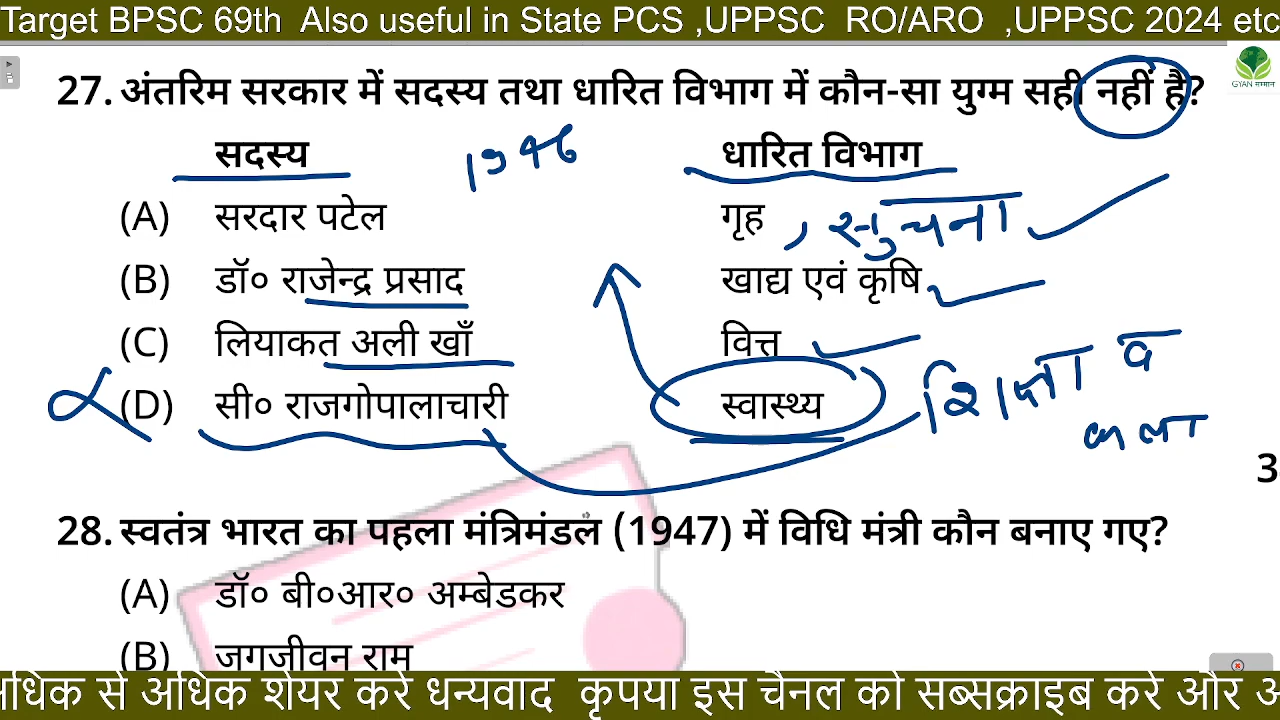 Target BPSC 69th Also useful in State PCS ,UPPSC RO/ARO ,UPPSC 2024 etc
GYAN सम्मान
27. अंतरिम सरकार में सदस्य तथा धारित विभाग में कौन-सा युग्म सही नहीं है?
सदस्य 1946 धारित विभाग
(A) सरदार पटेल गृह , सुचना
(B) डॉ० राजेन्द्र प्रसाद खाद्य एवं कृषि
(C) लियाकत अली खाँ वित्त
(D) सी० राजगोपालाचारी स्वास्थ्य शिक्षा व
कला
3
28. स्वतंत्र भारत का पहला मंत्रिमंडल (1947) में विधि मंत्री कौन बनाए गए?
(A) डॉ० बी०आर० अम्बेडकर
(B) जगजीवन राम
अधिक से अधिक शेयर करे धन्यवाद कृपया इस चैनल को सब्सक्राइब करे और अ